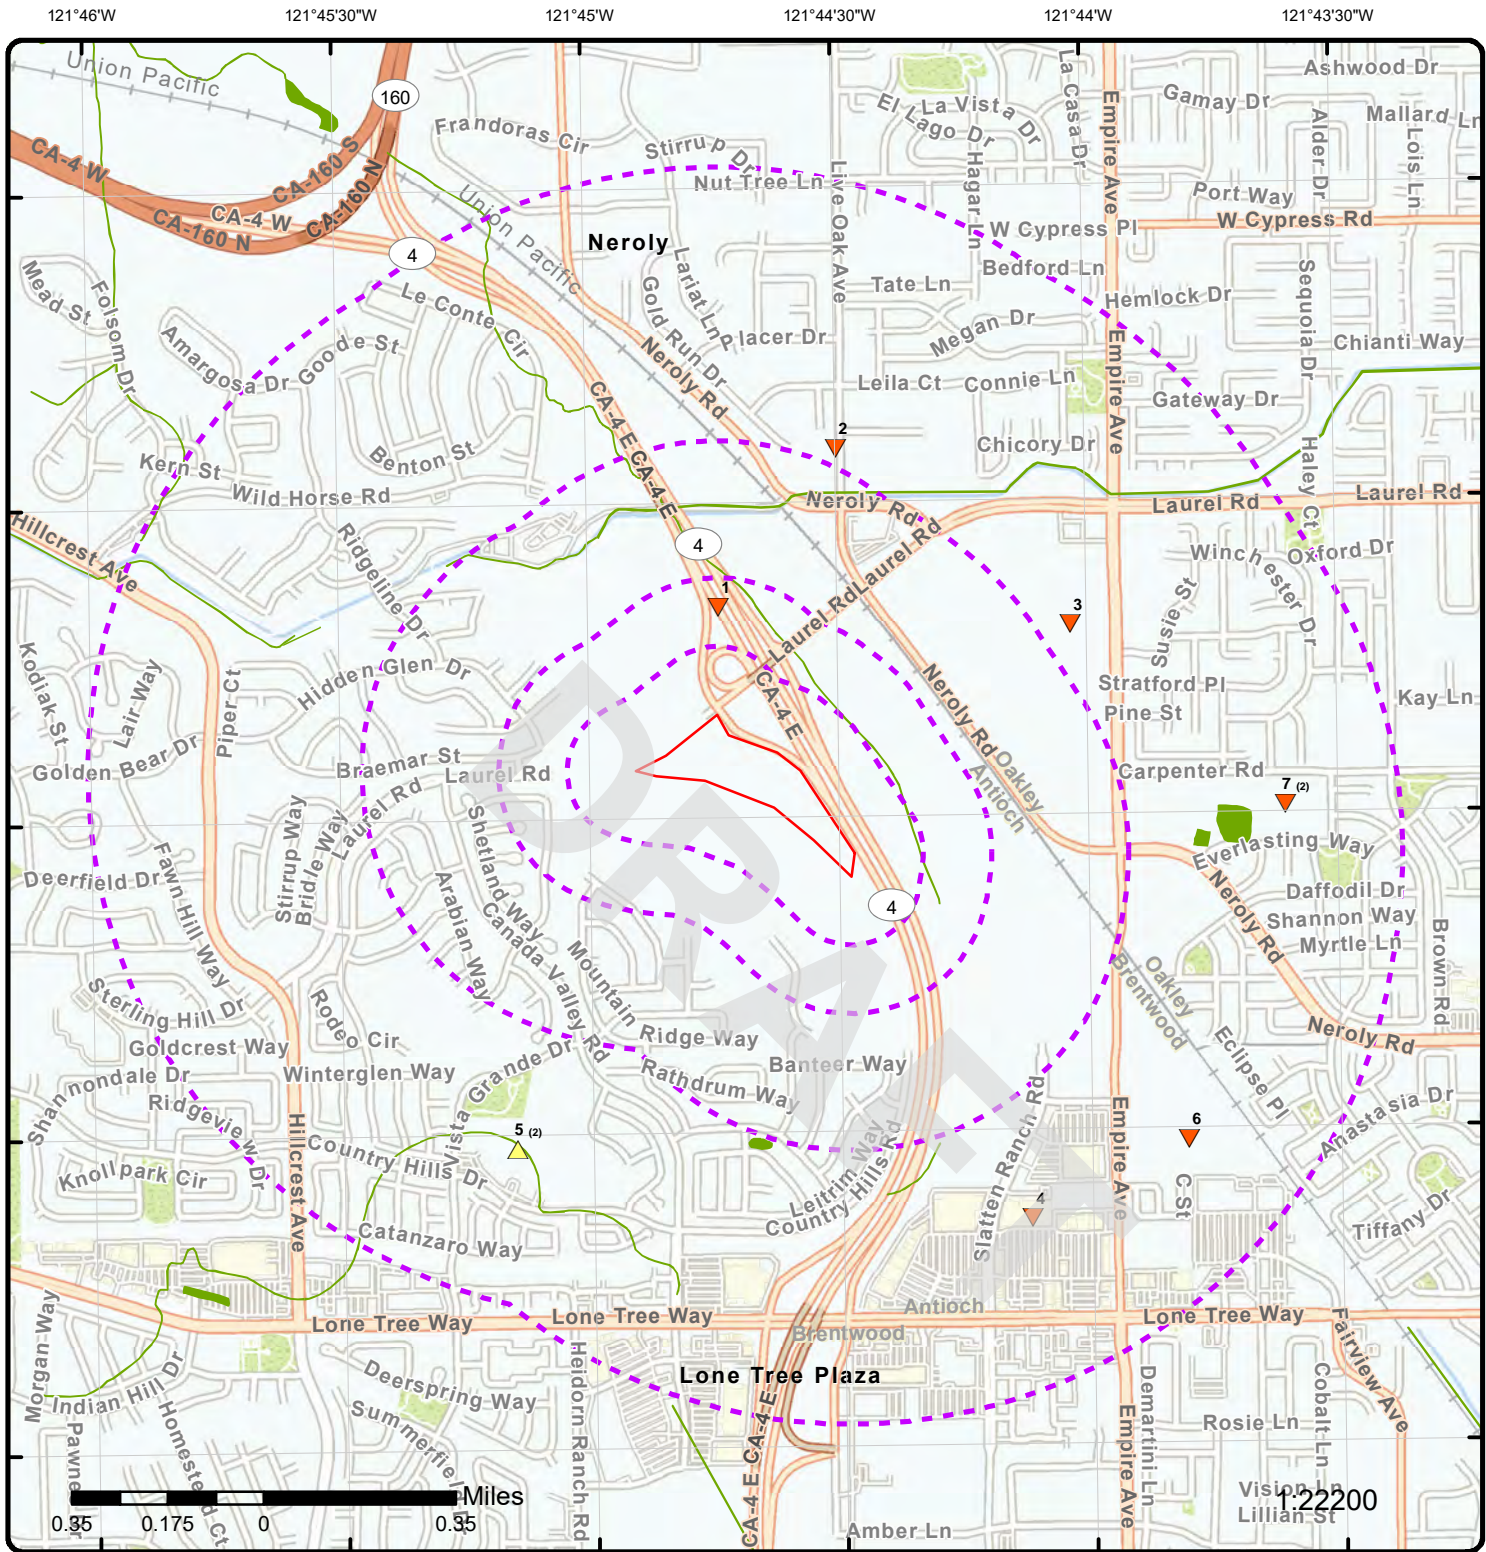 121°46'W
121°45'30"W
121°45'W
121°44'30"W
121°44'W
121°43'30"W
Union Pacific
160
CA-4 W
CA-160 S
CA-160 N
CA-4 W
CA-160 N
4
Frandoras Cir
Stirrup Dr
Nut Tree Ln
Union Pacific
Neroly
Live Oak Ave
El Lago Dr
La Vista Dr
Hagar Ln
La Casa Dr
Empire Ave
Ashwood Dr
Gamay Dr
Alder Dr
Mallard Ln
Lois Ln
Port Way
W Cypress Rd
W Cypress Pl
Bedford Ln
Tate Ln
Hemlock Dr
Sequoia Dr
Megan Dr
Placer Dr
Lariat Ln
Gold Run Dr
Neroly Rd
Chianti Way
Empire Ave
Leila Ct
Connie Ln
Gateway Dr
Chicory Dr
Haley Ct
Mead St
Folsom Dr
Amargosa Dr
Goode St
Le Conte Cir
CA-4 E
CA-4 E
2
Kern St
Benton St
Wild Horse Rd
Neroly Rd
Laurel Rd
Laurel Rd
Laurel Rd
Hillcrest Ave
Ridgeline Dr
4
1
Laurel Rd
Winchester Dr
Oxford Dr
Susie St
3
Stratford Pl
Pine St
Kay Ln
Kodiak St
Lair Way
Golden Bear Dr
Piper Ct
Hidden Glen Dr
CA-4 E
Neroly Rd
Oakley
Antioch
Carpenter Rd
7 (2)
Braemar St
Laurel Rd
Laurel Rd
Stirrup Way
Bridle Way
Shetland Way
Everlasting Way
Deerfield Dr
Fawn Hill Way
Arabian Way
Canada Valley Rd
4
E Neroly Rd
Daffodil Dr
Shannon Way
Myrtle Ln
Brown Rd
DRAFT
Mountain
Ridge Way
Oakley
Brentwood
Sterling Hill Dr
Rodeo Cir
Goldcrest Way
Winterglen Way
Vista Grande Dr
Rathdrum Way
Banteer Way
Neroly Rd
Eclipse Pl
Anastasia Dr
Shannondale Dr
Ridgeview Dr
Hillcrest Ave
Country Hills Dr
5 (2)
Leitrim Way
Country Hills Rd
Slatten Ranch Rd
Empire Ave
6
Knollpark Cir
Catanzaro Way
4
C St
Tiffany Dr
Lone Tree Way
Lone Tree Way
Antioch
Brentwood
Lone Tree Way
Lone Tree Plaza
Morgan Way
Indian Hill Dr
Deerspring Way
Heidorn Ranch Rd
CA-4 E
CA-4 E
Empire Ave
Demartini Ln
Rosie Ln
Cobalt Ln
Fairview Ave
Vision Ln
Lillian St
Amber Ln
Miles
0.35
0.175
0
0.35
1:22200